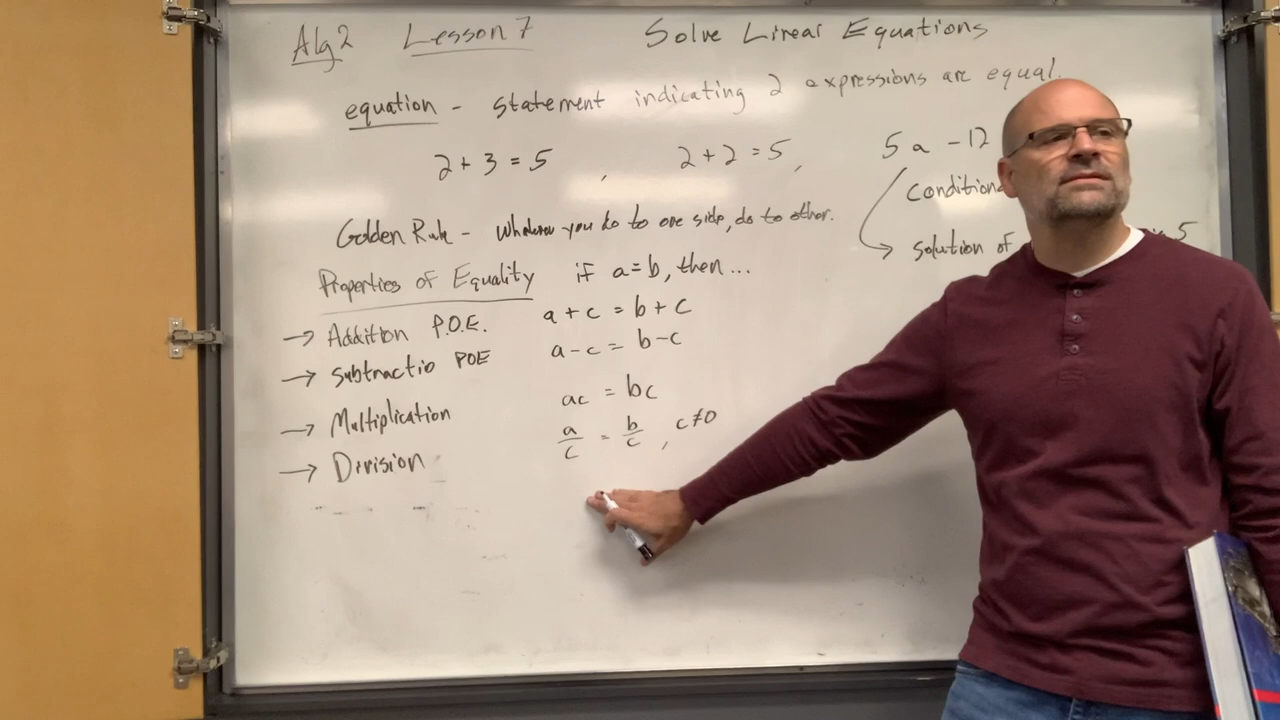 Alg2 Lesson 7 Solve Linear Equations
equation - statement indicating 2 expressions are equal.
2 + 3 = 5 , 2 + 2 = 5 , 5a - 12
condition
Golden Rule - Whatever you do to one side, do to other.
solution of 5
Properties of Equality if a = b, then ...
→ Addition P.O.E. a + c = b + c
→ Subtractio POE a - c = b - c
→ Multiplication ac = bc
→ Division a/c = b/c , c ≠ 0